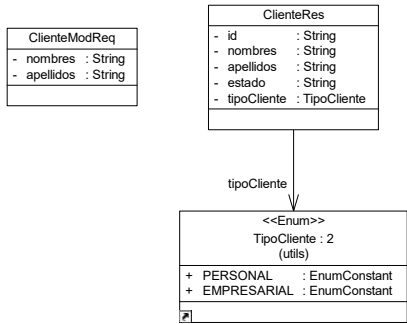 ClienteModReq
- nombres : String
- apellidos : String
ClienteRes
- id : String
- nombres : String
- apellidos : String
- estado : String
- tipoCliente : TipoCliente
tipoCliente
<<Enum>>
TipoCliente : 2
(utils)
+ PERSONAL : EnumConstant
+ EMPRESARIAL : EnumConstant